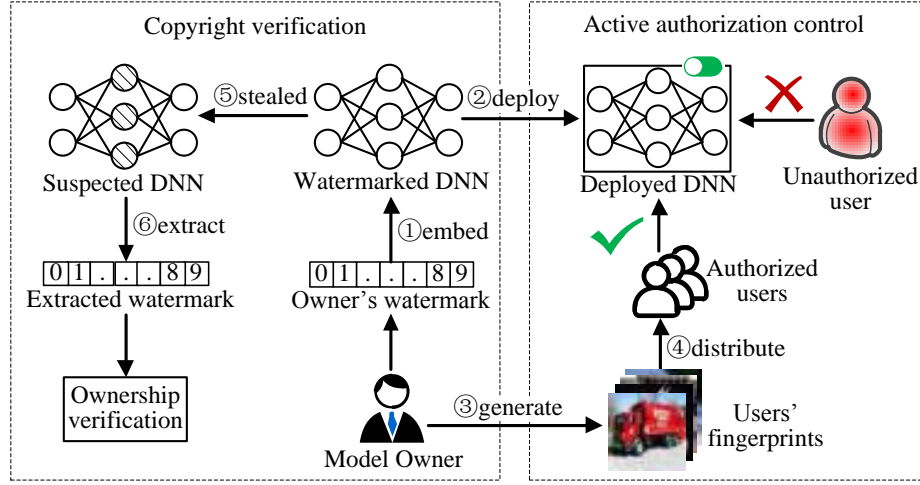 Copyright verification
Active authorization control
⑤stealed
②deploy
Suspected DNN
Watermarked DNN
Deployed DNN
Unauthorized
user
⑥extract
①embed
0 1 . . . 8 9
0 1 . . . 8 9
Extracted watermark
Owner's watermark
Authorized
users
④distribute
Ownership
verification
③generate
Users'
fingerprints
Model Owner